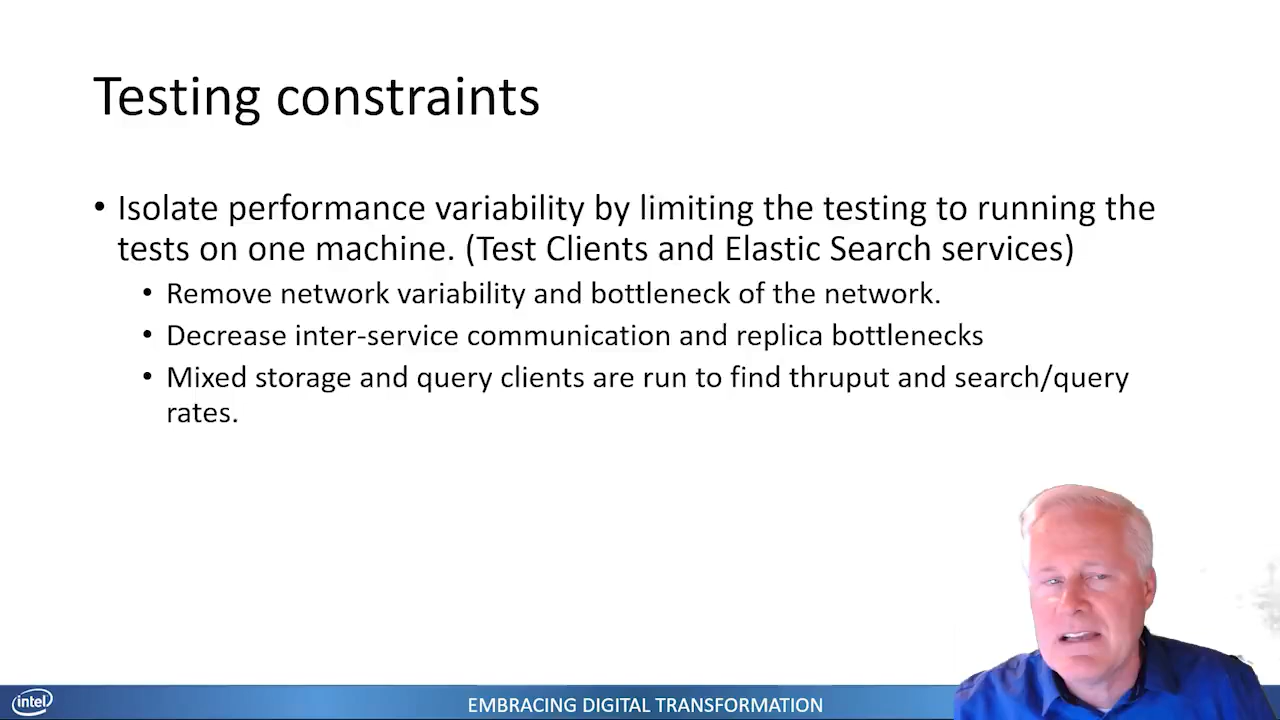 Testing constraints
• Isolate performance variability by limiting the testing to running the
tests on one machine. (Test Clients and Elastic Search services)
• Remove network variability and bottleneck of the network.
• Decrease inter-service communication and replica bottlenecks
• Mixed storage and query clients are run to find thruput and search/query
rates.
intel
EMBRACING DIGITAL TRANSFORMATION